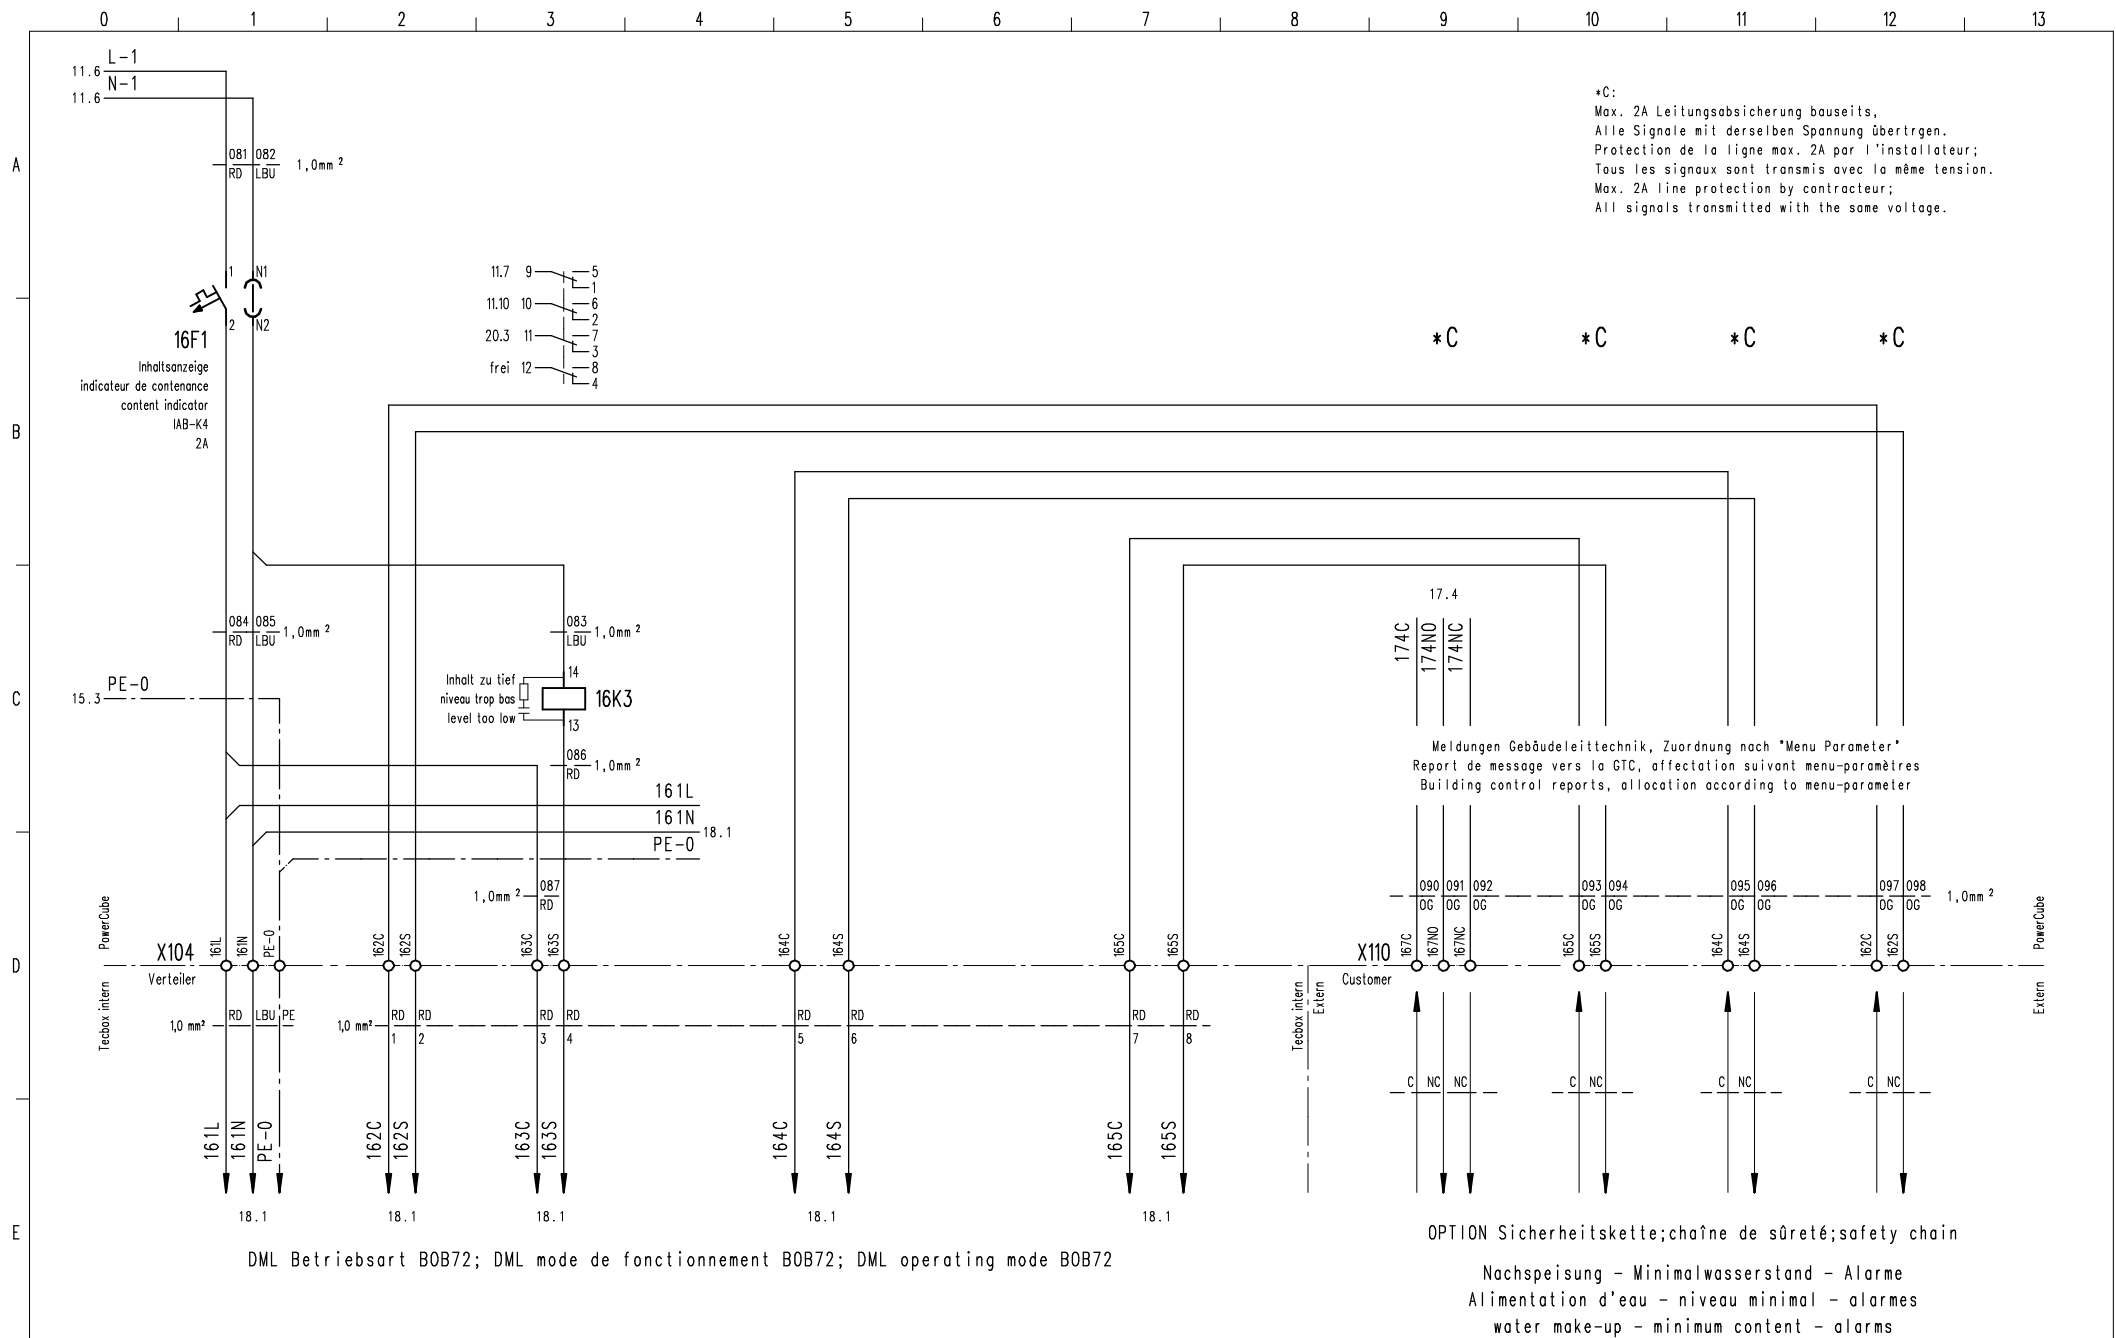 0 1 2 3 4 5 6 7 8 9 10 11 12 13
L-1
11.6
N-1
11.6
*C:
Max. 2A Leitungsabsicherung bauseits,
Alle Signale mit derselben Spannung übertrgen.
Protection de la ligne max. 2A par l'installateur;
Tous les signaux sont transmis avec la même tension.
Max. 2A line protection by contracteur;
All signals transmitted with the same voltage.
A
081 082 1,0mm²
RD LBU
1 N1
2 N2
16F1
Inhaltsanzeige
indicateur de contenance
content indicator
IAB-K4
2A
11.7 9 5
1
11.10 10 6
2
20.3 11 7
3
frei 12 8
4
*C *C *C *C
B
17.4
174C 174NO 174NC
084 085 1,0mm²
RD LBU
083 1,0mm²
LBU
C
PE-0
15.3
14
Inhalt zu tief
niveau trop bas
level too low
16K3
13
086 1,0mm²
RD
Meldungen Gebäudeleittechnik, Zuordnung nach "Menu Parameter"
Report de message vers la GTC, affectation suivant menu-paramètres
Building control reports, allocation according to menu-parameter
161L
161N
18.1
PE-0
1,0mm² 087
RD
090 091 092 093 094 095 096 097 098 1,0mm²
OG OG OG OG OG OG OG OG OG
PowerCube
PowerCube
D
X104
Verteiler
161L 161N PE-0 162C 162S 163C 163S 164C 164S 165C 165S
X110
Customer
167C 167NO 167NC 165C 165S 164C 164S 162C 162S
Tecbox intern
Tecbox intern
Extern
Extern
1,0 mm² RD LBU PE
1,0 mm² RD RD RD RD RD RD RD RD
1 2 3 4 5 6 7 8
C NC NC C NC C NC C NC
161L 161N PE-0 162C 162S 163C 163S 164C 164S 165C 165S
18.1 18.1 18.1 18.1 18.1
E
OPTION Sicherheitskette;chaîne de sûreté;safety chain
DML Betriebsart BOB72; DML mode de fonctionnement BOB72; DML operating mode BOB72
Nachspeisung - Minimalwasserstand - Alarme
Alimentation d'eau - niveau minimal - alarmes
water make-up - minimum content - alarms